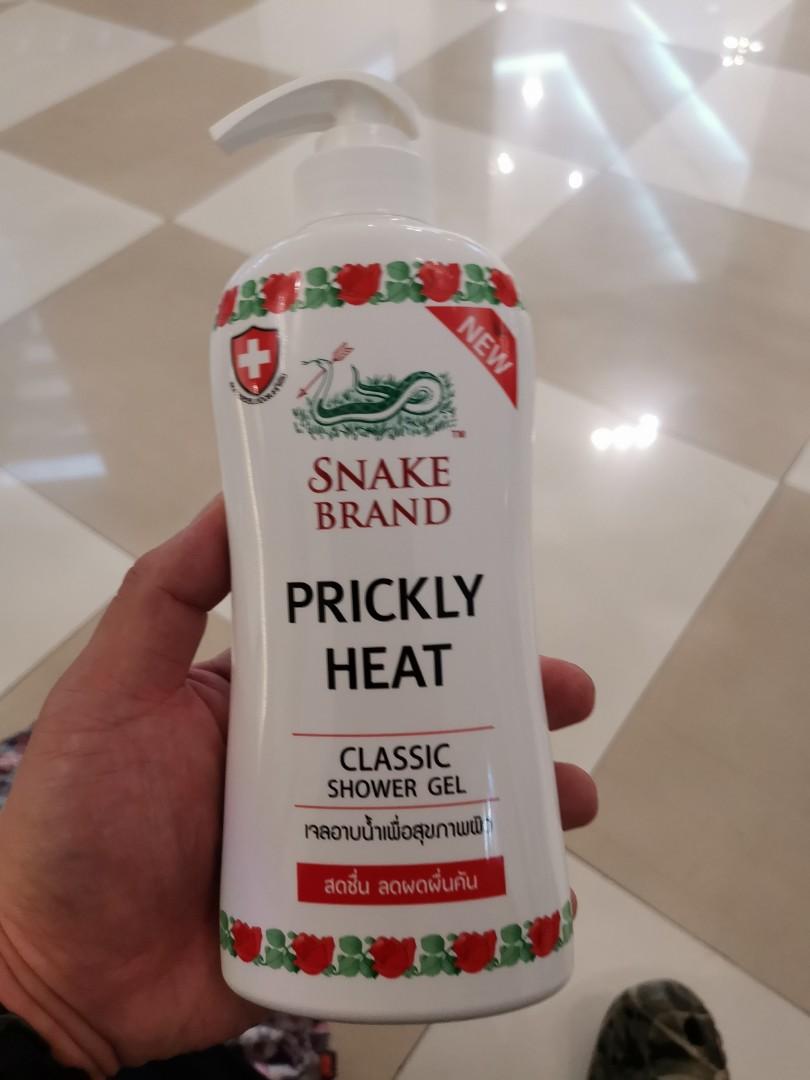 NEW
TM
SNAKE
BRAND
PRICKLY
HEAT
CLASSIC
SHOWER GEL
เจลอาบน้ำเพื่อสุขภาพผิว
สดชื่น ลดผดผื่นคัน